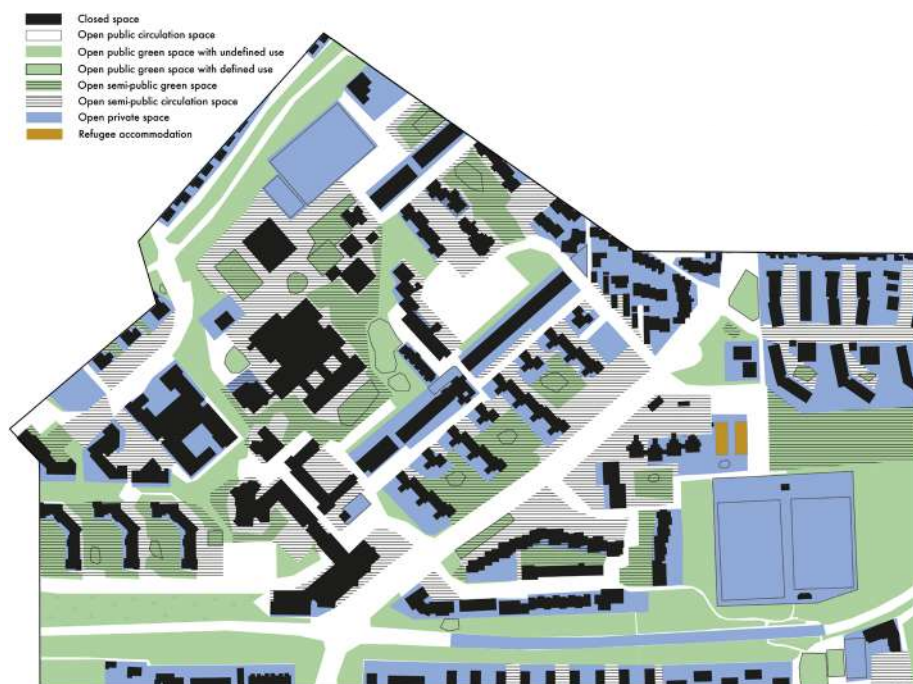 Closed space
Open public circulation space
Open public green space with undefined use
Open public green space with defined use
Open semi-public green space
Open semi-public circulation space
Open private space
Refugee accommodation